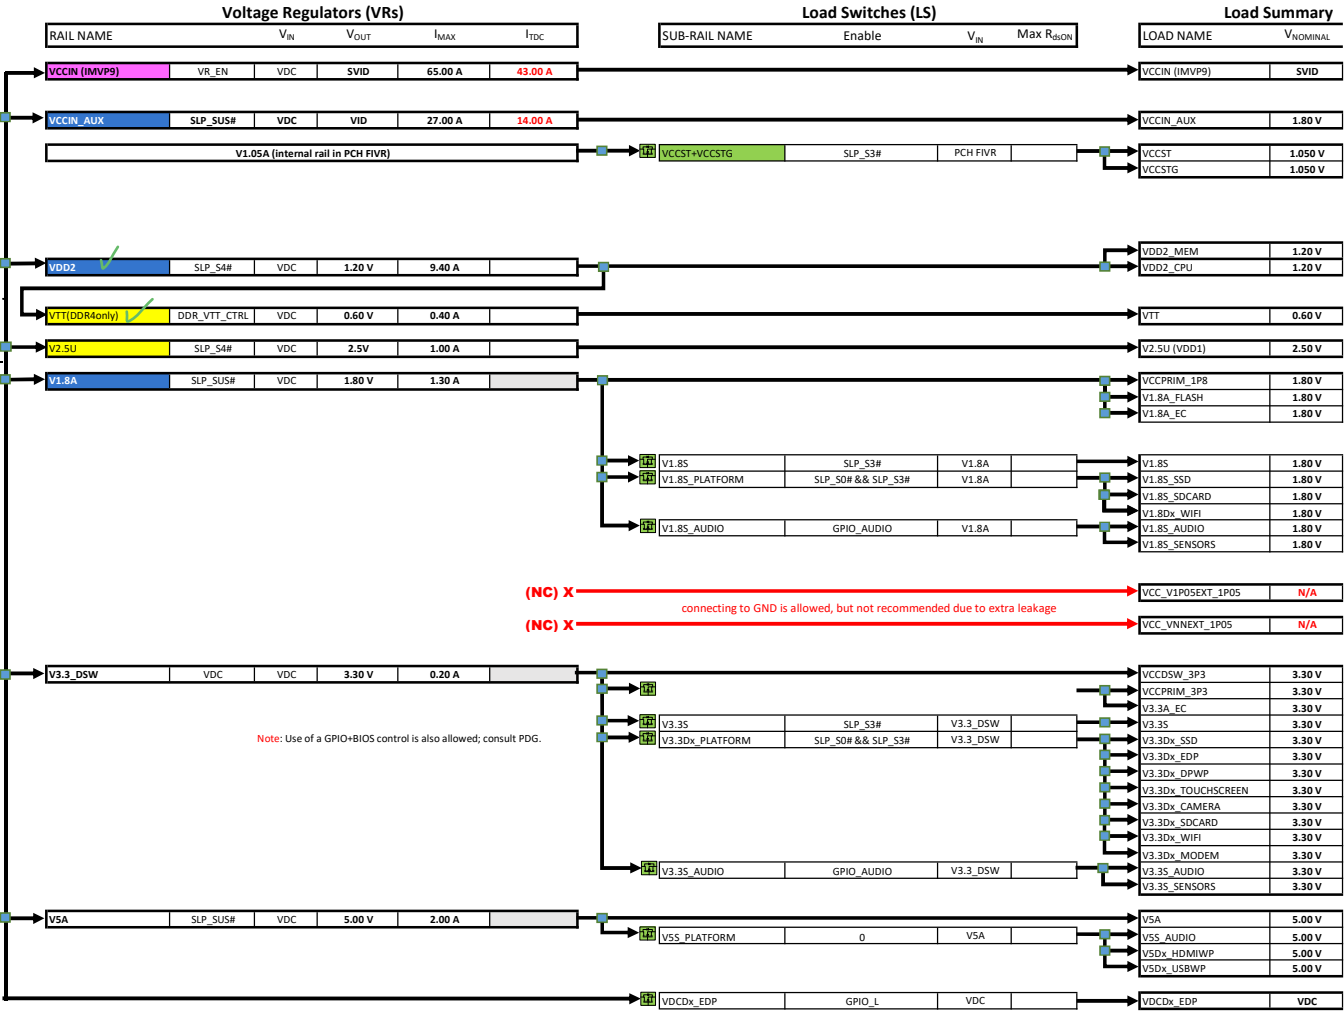 Voltage Regulators (VRs) Load Switches (LS) Load Summary
RAIL NAME VIN VOUT IMAX ITDC SUB-RAIL NAME Enable VIN Max RdsON LOAD NAME VNOMINAL
VCCIN (IMVP9) VR_EN VDC SVID 65.00 A 43.00 A VCCIN (IMVP9) SVID
VCCIN_AUX SLP_SUS# VDC VID 27.00 A 14.00 A VCCIN_AUX 1.80 V
V1.05A (internal rail in PCH FIVR) VCCST+VCCSTG SLP_S3# PCH FIVR VCCST 1.050 V
VCCSTG 1.050 V
VDD2_MEM 1.20 V
VDD2 SLP_S4# VDC 1.20 V 9.40 A VDD2_CPU 1.20 V
VTT(DDR4only) DDR_VTT_CTRL VDC 0.60 V 0.40 A VTT 0.60 V
V2.5U SLP_S4# VDC 2.5V 1.00 A V2.5U (VDD1) 2.50 V
V1.8A SLP_SUS# VDC 1.80 V 1.30 A VCCPRIM_1P8 1.80 V
V1.8A_FLASH 1.80 V
V1.8A_EC 1.80 V
V1.8S SLP_S3# V1.8A V1.8S 1.80 V
V1.8S_PLATFORM SLP_S0# && SLP_S3# V1.8A V1.8S_SSD 1.80 V
V1.8S_SDCARD 1.80 V
V1.8Dx_WIFI 1.80 V
V1.8S_AUDIO GPIO_AUDIO V1.8A V1.8S_AUDIO 1.80 V
V1.8S_SENSORS 1.80 V
(NC) X VCC_V1P05EXT_1P05 N/A
connecting to GND is allowed, but not recommended due to extra leakage
(NC) X VCC_VNNEXT_1P05 N/A
V3.3_DSW VDC VDC 3.30 V 0.20 A VCCDSW_3P3 3.30 V
VCCPRIM_3P3 3.30 V
V3.3A_EC 3.30 V
V3.3S SLP_S3# V3.3_DSW V3.3S 3.30 V
Note: Use of a GPIO+BIOS control is also allowed; consult PDG. V3.3Dx_PLATFORM SLP_S0# && SLP_S3# V3.3_DSW V3.3Dx_SSD 3.30 V
V3.3Dx_EDP 3.30 V
V3.3Dx_DPWP 3.30 V
V3.3Dx_TOUCHSCREEN 3.30 V
V3.3Dx_CAMERA 3.30 V
V3.3Dx_SDCARD 3.30 V
V3.3Dx_WIFI 3.30 V
V3.3Dx_MODEM 3.30 V
V3.3S_AUDIO GPIO_AUDIO V3.3_DSW V3.3S_AUDIO 3.30 V
V3.3S_SENSORS 3.30 V
V5A SLP_SUS# VDC 5.00 V 2.00 A V5A 5.00 V
V5S_PLATFORM 0 V5A V5S_AUDIO 5.00 V
V5Dx_HDMIWP 5.00 V
V5Dx_USBWP 5.00 V
VDCDx_EDP GPIO_L VDC VDCDx_EDP VDC